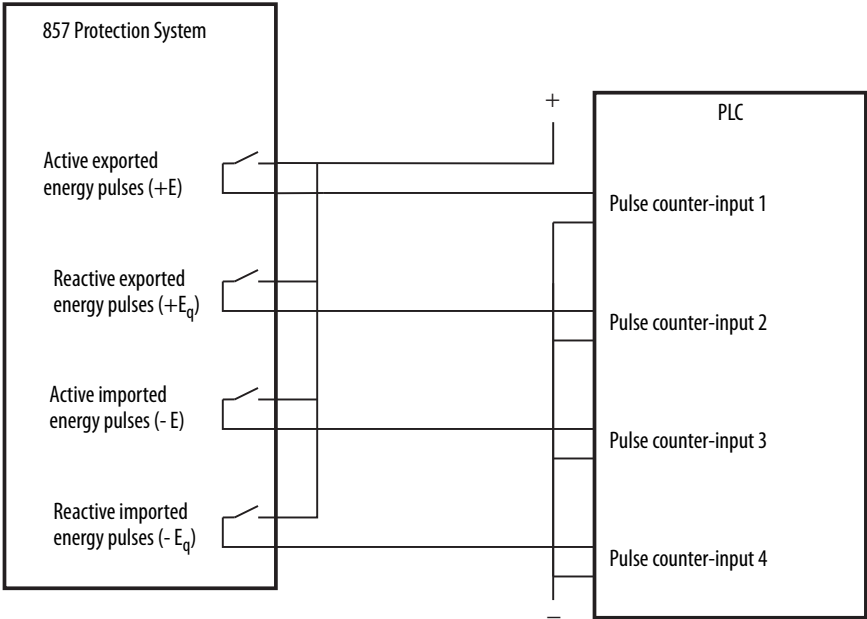 857 Protection System
+
PLC
Active exported
energy pulses (+E)
Pulse counter-input 1
Reactive exported
energy pulses (+Eq)
Pulse counter-input 2
Active imported
energy pulses (- E)
Pulse counter-input 3
Reactive imported
energy pulses (- Eq)
Pulse counter-input 4
–